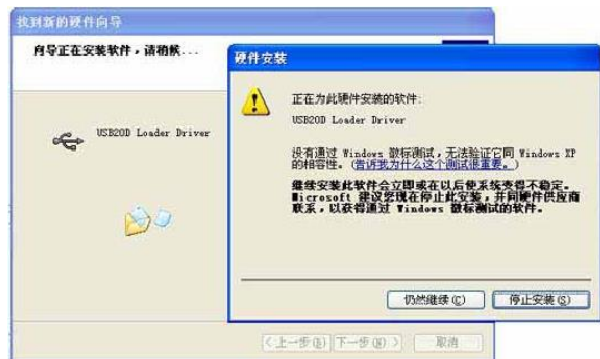 找到新的硬件向导
向导正在安装软件，请稍候...
USB20D Loader Driver
硬件安装
正在为此硬件安装的软件:
USB20D Loader Driver
没有通过 Windows 徽标测试，无法验证它同 Windows XP
的相容性。(告诉我为什么这个测试很重要。)
继续安装此软件会立即或在以后使系统变得不稳定。
Microsoft 建议您现在停止此安装，并同硬件供应商
联系，以获得通过 Windows 徽标测试的软件。
仍然继续(C)
停止安装(S)
<上一步(B)
下一步(N)>
取消